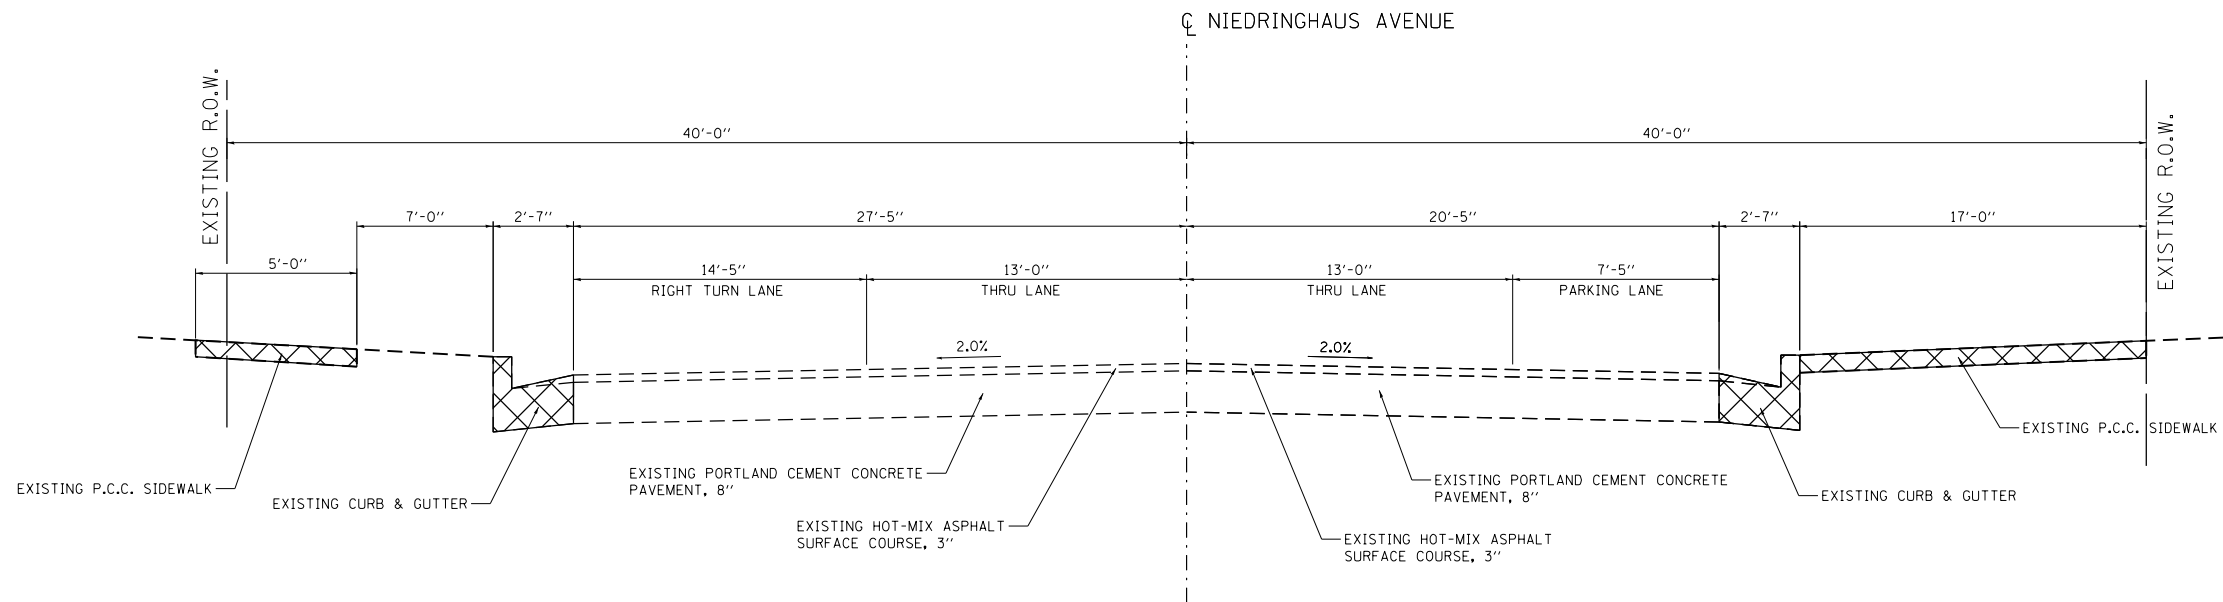 ℄ NIEDRINGHAUS AVENUE
EXISTING R.O.W.
EXISTING R.O.W.
40'-0"
40'-0"
7'-0"
2'-7"
27'-5"
20'-5"
2'-7"
17'-0"
5'-0"
14'-5"
13'-0"
13'-0"
7'-5"
RIGHT TURN LANE
THRU LANE
THRU LANE
PARKING LANE
2.0%
2.0%
EXISTING P.C.C. SIDEWALK
EXISTING CURB & GUTTER
EXISTING PORTLAND CEMENT CONCRETE
PAVEMENT, 8"
EXISTING HOT-MIX ASPHALT
SURFACE COURSE, 3"
EXISTING PORTLAND CEMENT CONCRETE
PAVEMENT, 8"
EXISTING HOT-MIX ASPHALT
SURFACE COURSE, 3"
EXISTING CURB & GUTTER
EXISTING P.C.C. SIDEWALK